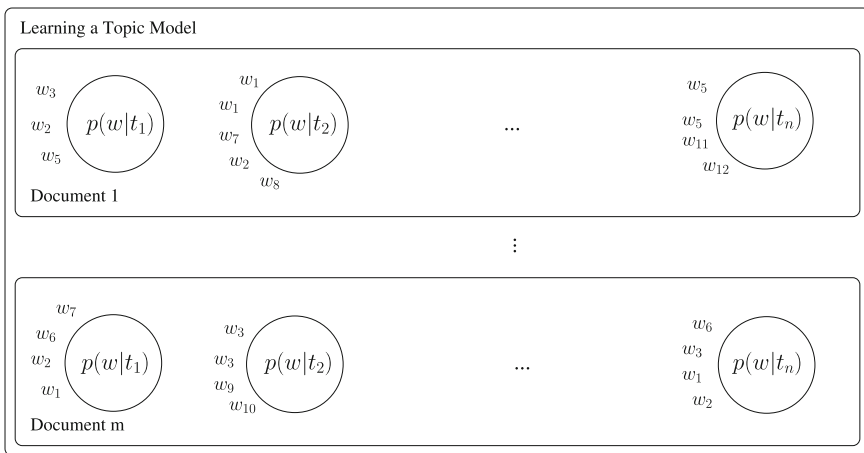 Learning a Topic Model
w₃ w₂ w₅ p(w|t₁)
w₁ w₁ w₇ w₂ w₈ p(w|t₂)
...
w₅ w₅ w₁₁ w₁₂ p(w|tₙ)
Document 1
⋮
w₇ w₆ w₂ w₁ p(w|t₁)
w₃ w₃ w₉ w₁₀ p(w|t₂)
...
w₆ w₃ w₁ w₂ p(w|tₙ)
Document m